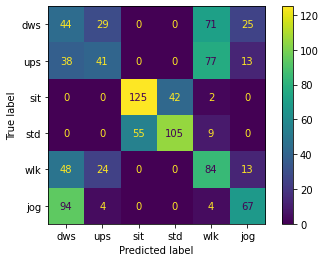 dws 44 29 0 0 71 25 120
ups 38 41 0 0 77 13 100
sit 0 0 125 42 2 0 80
std 0 0 55 105 9 0 60
wlk 48 24 0 0 84 13 40
jog 94 4 0 0 4 67 20
0
dws ups sit std wlk jog
Predicted label
True label